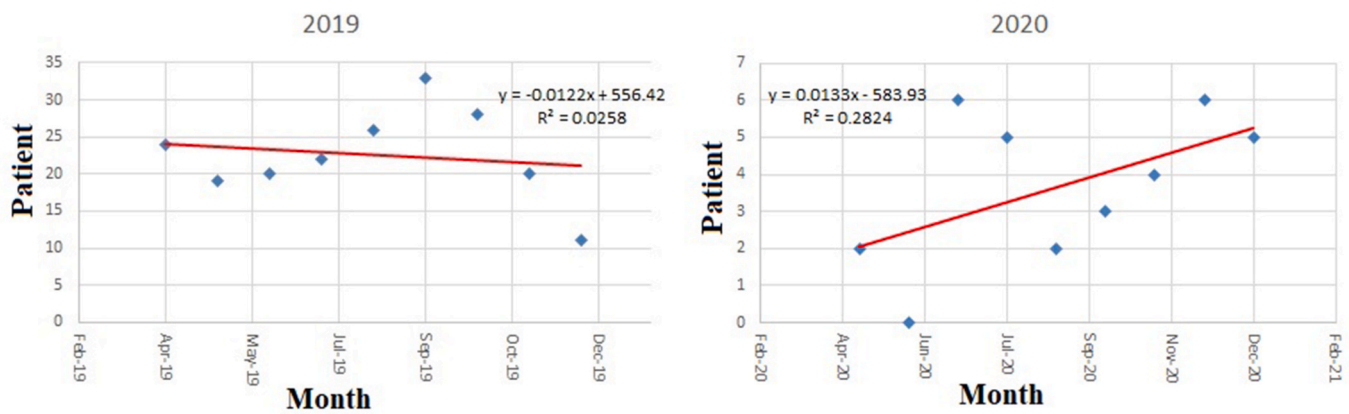 2019
35
30
25
20
15
10
5
0
Patient
y = -0.0122x + 556.42
R² = 0.0258
Feb-19
Apr-19
May-19
Jul-19
Sep-19
Oct-19
Dec-19
Month
2020
7
6
5
4
3
2
1
0
Patient
y = 0.0133x - 583.93
R² = 0.2824
Feb-20
Apr-20
Jun-20
Jul-20
Sep-20
Nov-20
Dec-20
Feb-21
Month